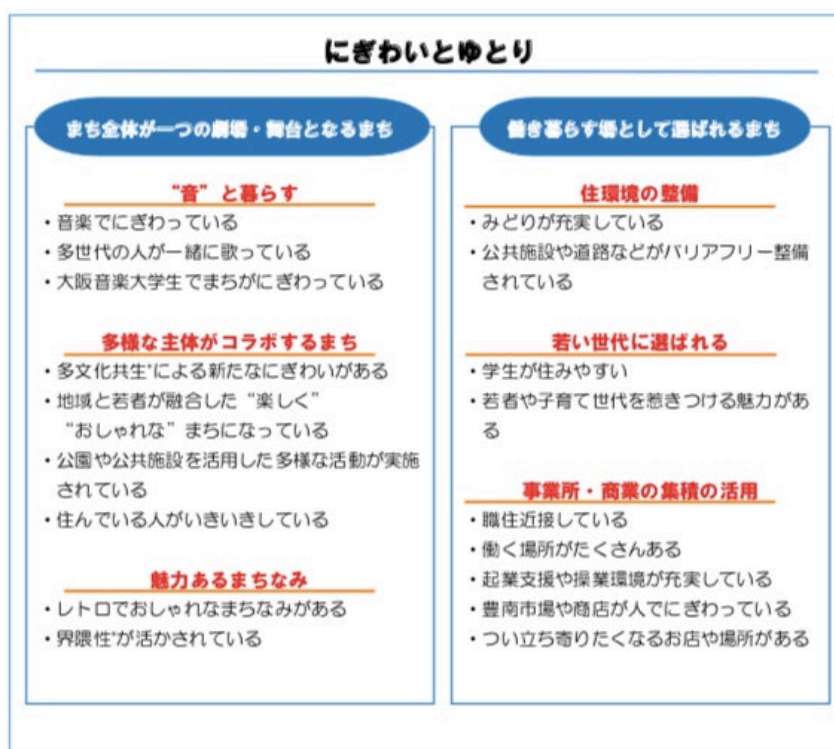 にぎわいとゆとり
まち全体が一つの劇場・舞台となるまち
“音”と暮らす
・音楽でにぎわっている
・多世代の人が一緒に歌っている
・大阪音楽大学生でまちがにぎわっている
多様な主体がコラボするまち
・多文化共生*による新たなにぎわいがある
・地域と若者が融合した“楽しく”
“おしゃれな”まちになっている
・公園や公共施設を活用した多様な活動が実施
されている
・住んでいる人がいきいきしている
魅力あるまちなみ
・レトロでおしゃれなまちなみがある
・界隈性*が活かされている
働き暮らす場として選ばれるまち
住環境の整備
・みどりが充実している
・公共施設や道路などがバリアフリー整備
されている
若い世代に選ばれる
・学生が住みやすい
・若者や子育て世代を惹きつける魅力があ
る
事業所・商業の集積の活用
・職住近接している
・働く場所がたくさんある
・起業支援や操業環境が充実している
・豊南市場や商店が人でにぎわっている
・つい立ち寄りたくなるお店や場所がある